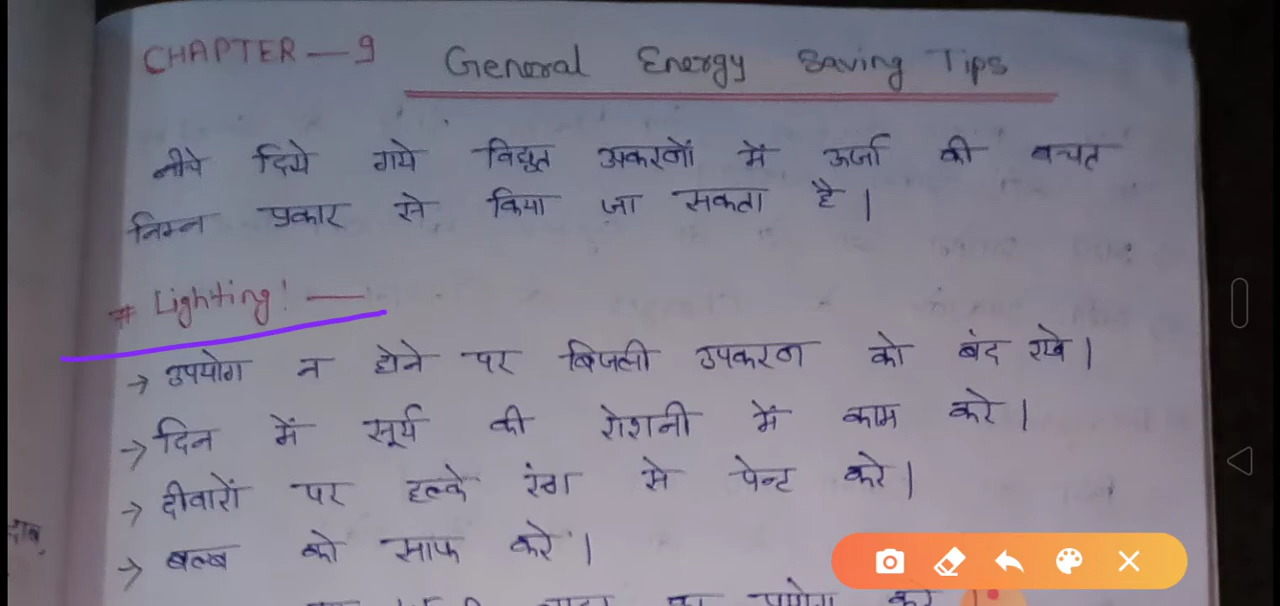 CHAPTER — 9 General Energy Saving Tips
नीचे दिये गये विद्युत उपकरणों में ऊर्जा की बचत
निम्न प्रकार से किया जा सकता है।
# Lighting: —
→ उपयोग न होने पर बिजली उपकरण को बंद रखे।
→ दिन में सूर्य की रोशनी में काम करे।
→ दीवारों पर हल्के रंग से पेन्ट करे।
→ बल्ब को साफ करे।